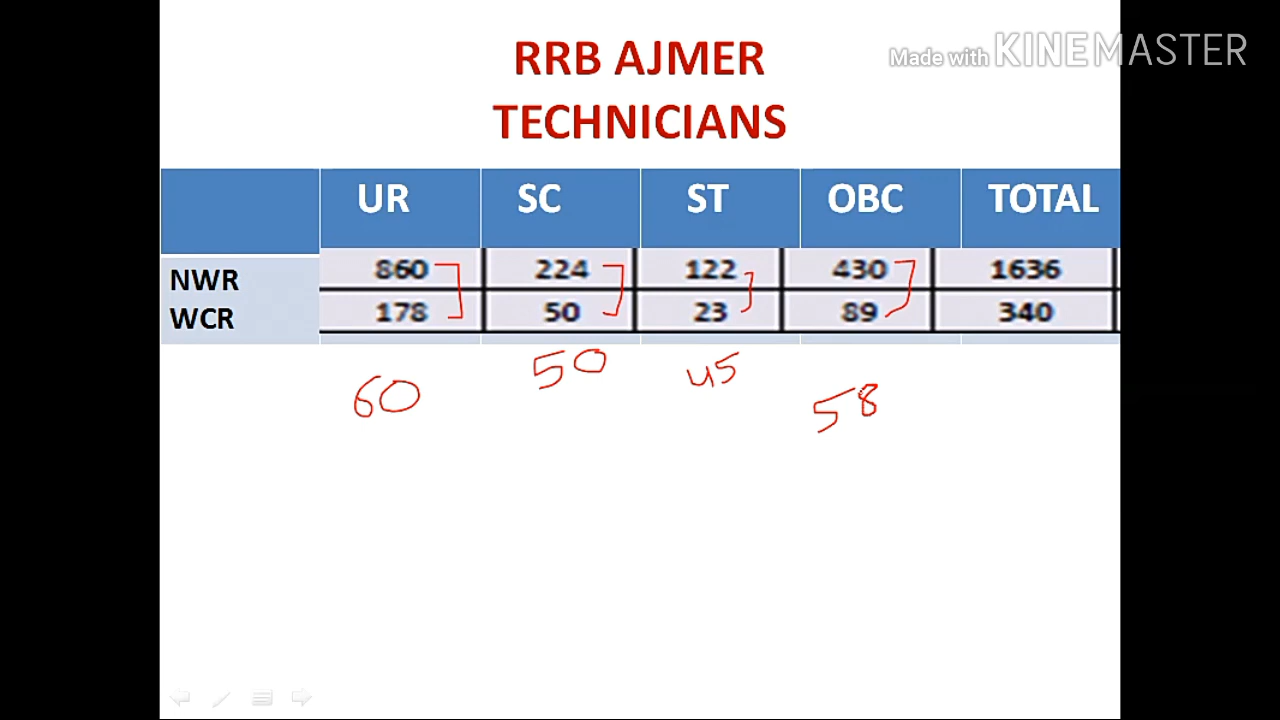 RRB AJMER
Made with KINEMASTER
TECHNICIANS
UR SC ST OBC TOTAL
NWR 860 224 122 430 1636
WCR 178 50 23 89 340
60 50 45 58